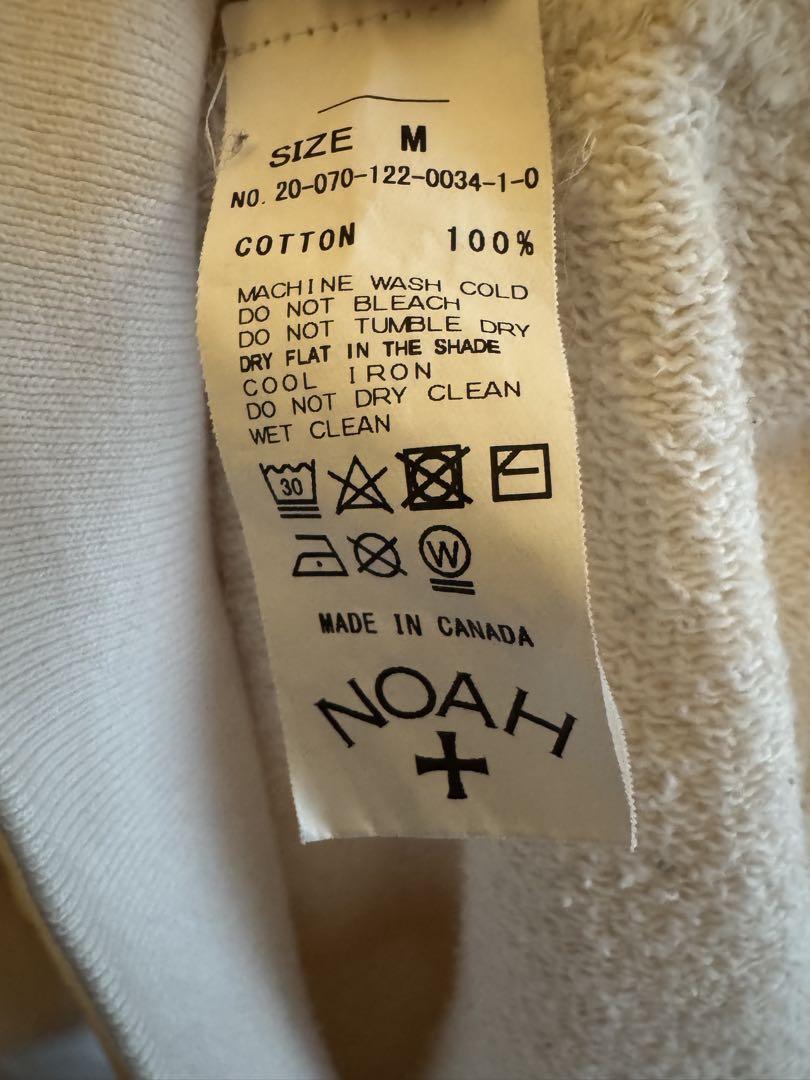 SIZE M
NO. 20-070-122-0034-1-0
COTTON 100%
MACHINE WASH COLD
DO NOT BLEACH
DO NOT TUMBLE DRY
DRY FLAT IN THE SHADE
COOL IRON
DO NOT DRY CLEAN
WET CLEAN
30
W
MADE IN CANADA
NOAH